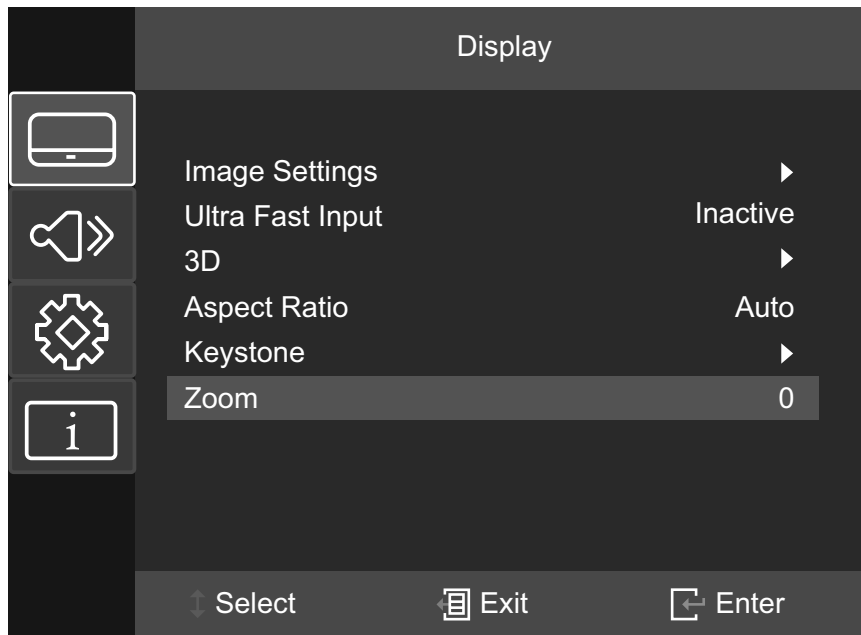 Display
Image Settings
Ultra Fast Input Inactive
3D
Aspect Ratio Auto
Keystone
Zoom 0
i
Select Exit Enter